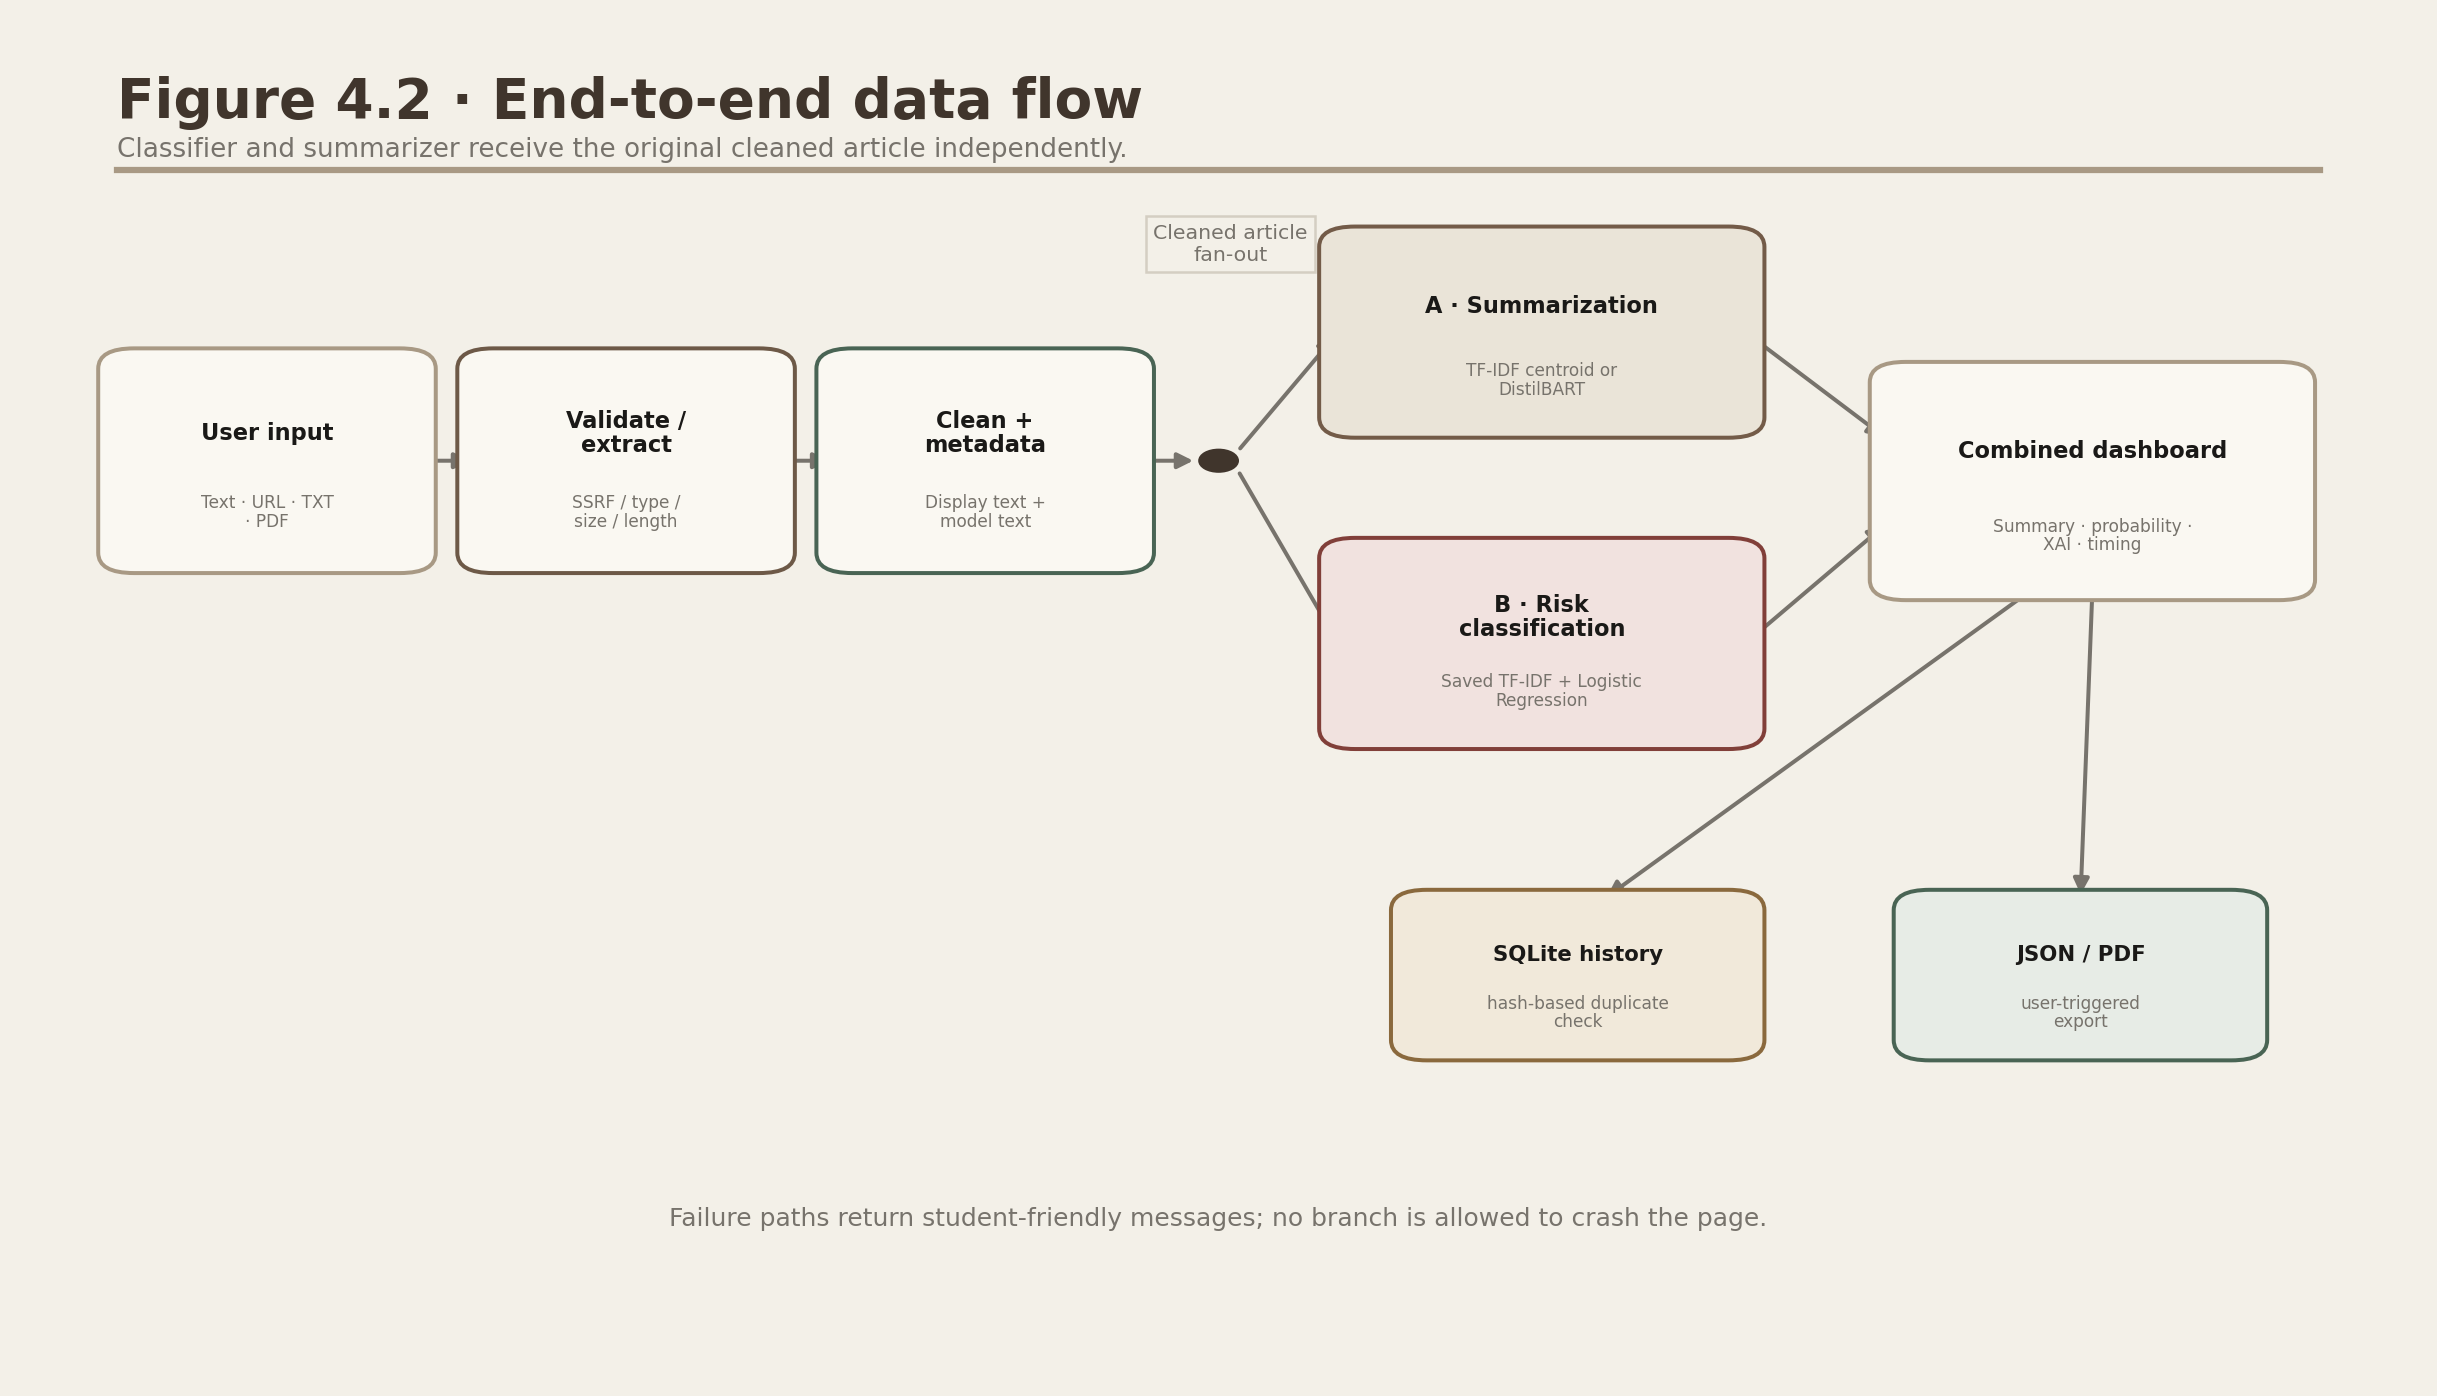 Figure 4.2 · End-to-end data flow
Classifier and summarizer receive the original cleaned article independently.
Cleaned article
fan-out
User input
Text · URL · TXT
· PDF
Validate /
extract
SSRF / type /
size / length
Clean +
metadata
Display text +
model text
A · Summarization
TF-IDF centroid or
DistilBART
B · Risk
classification
Saved TF-IDF + Logistic
Regression
Combined dashboard
Summary · probability ·
XAI · timing
SQLite history
hash-based duplicate
check
JSON / PDF
user-triggered
export
Failure paths return student-friendly messages; no branch is allowed to crash the page.